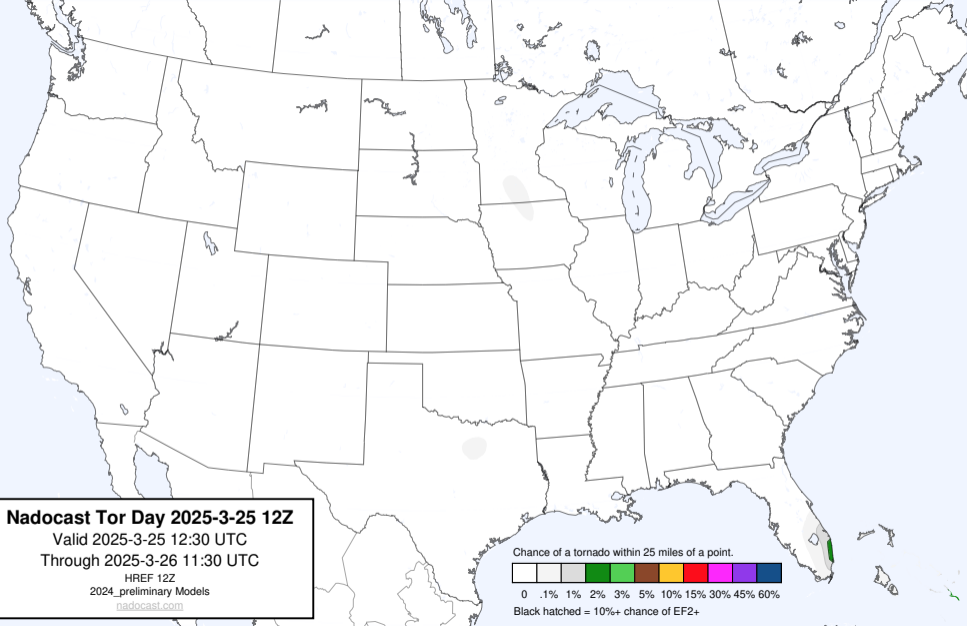 Nadocast Tor Day 2025-3-25 12Z
Valid 2025-3-25 12:30 UTC
Through 2025-3-26 11:30 UTC
HREF 12Z
2024_preliminary Models
nadocast.com
Chance of a tornado within 25 miles of a point.
0 .1% 1% 2% 3% 5% 10% 15% 30% 45% 60%
Black hatched = 10%+ chance of EF2+